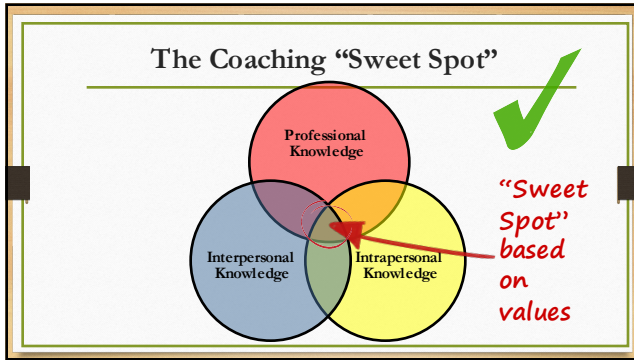 The Coaching “Sweet Spot”
Professional
Knowledge
Interpersonal
Knowledge
Intrapersonal
Knowledge
“Sweet
Spot”
based
on
values